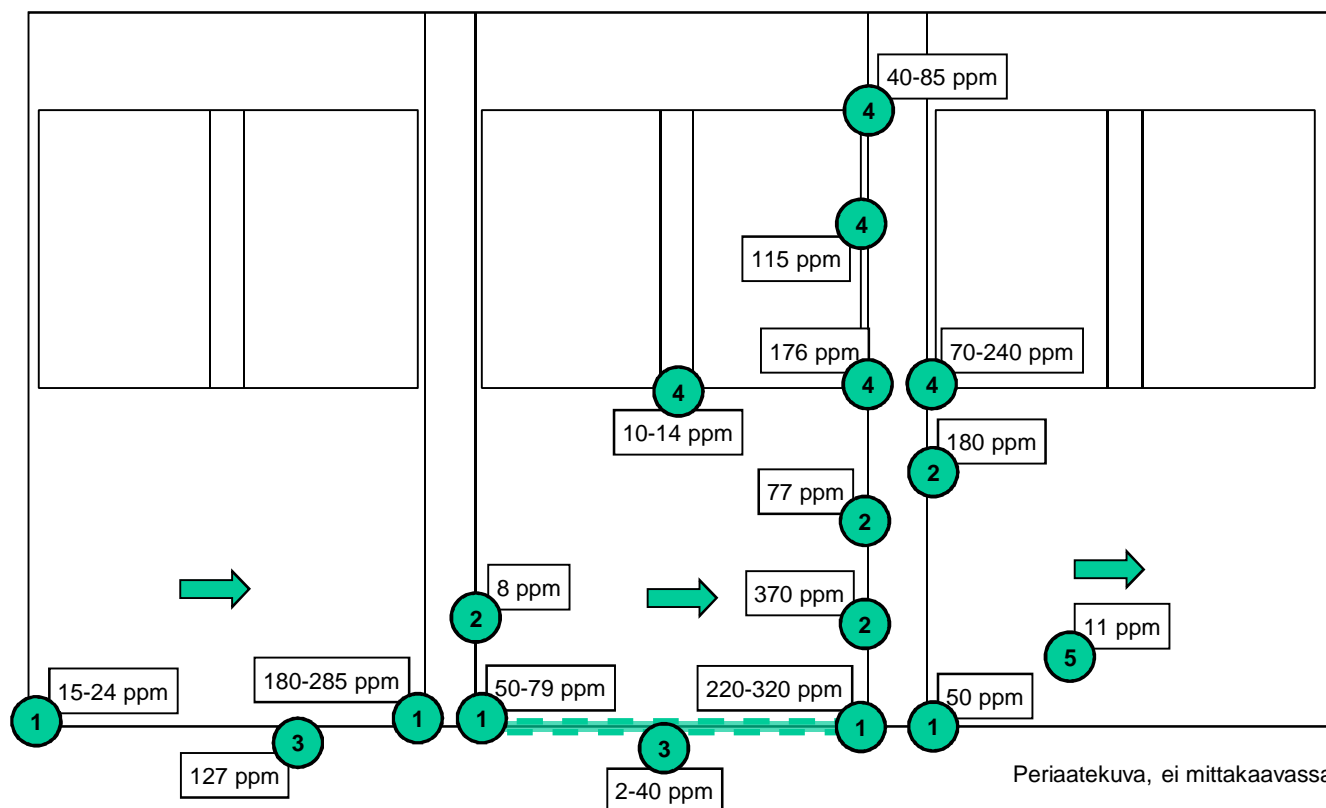 40-85 ppm
4
4
115 ppm
176 ppm
70-240 ppm
4
4
4
10-14 ppm
180 ppm
2
77 ppm
2
8 ppm
370 ppm
2
2
11 ppm
5
15-24 ppm
180-285 ppm
50-79 ppm
220-320 ppm
50 ppm
1
1
1
1
1
3
3
127 ppm
2-40 ppm
Periaatekuva, ei mittakaavassa